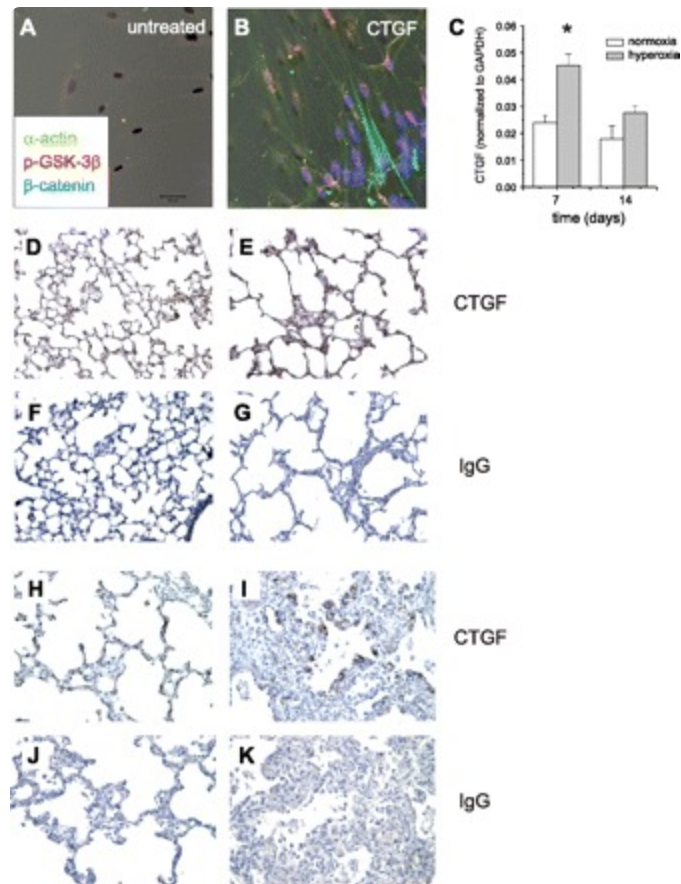 A untreated
α-actin
p-GSK-3β
β-catenin
B CTGF
C
CTGF (normalized to GAPDH)
0.06
0.05
0.04
0.03
0.02
0.01
0.00
*
normoxia
hyperoxia
7 14
time (days)
D E
CTGF
F G
IgG
H I
CTGF
J K
IgG